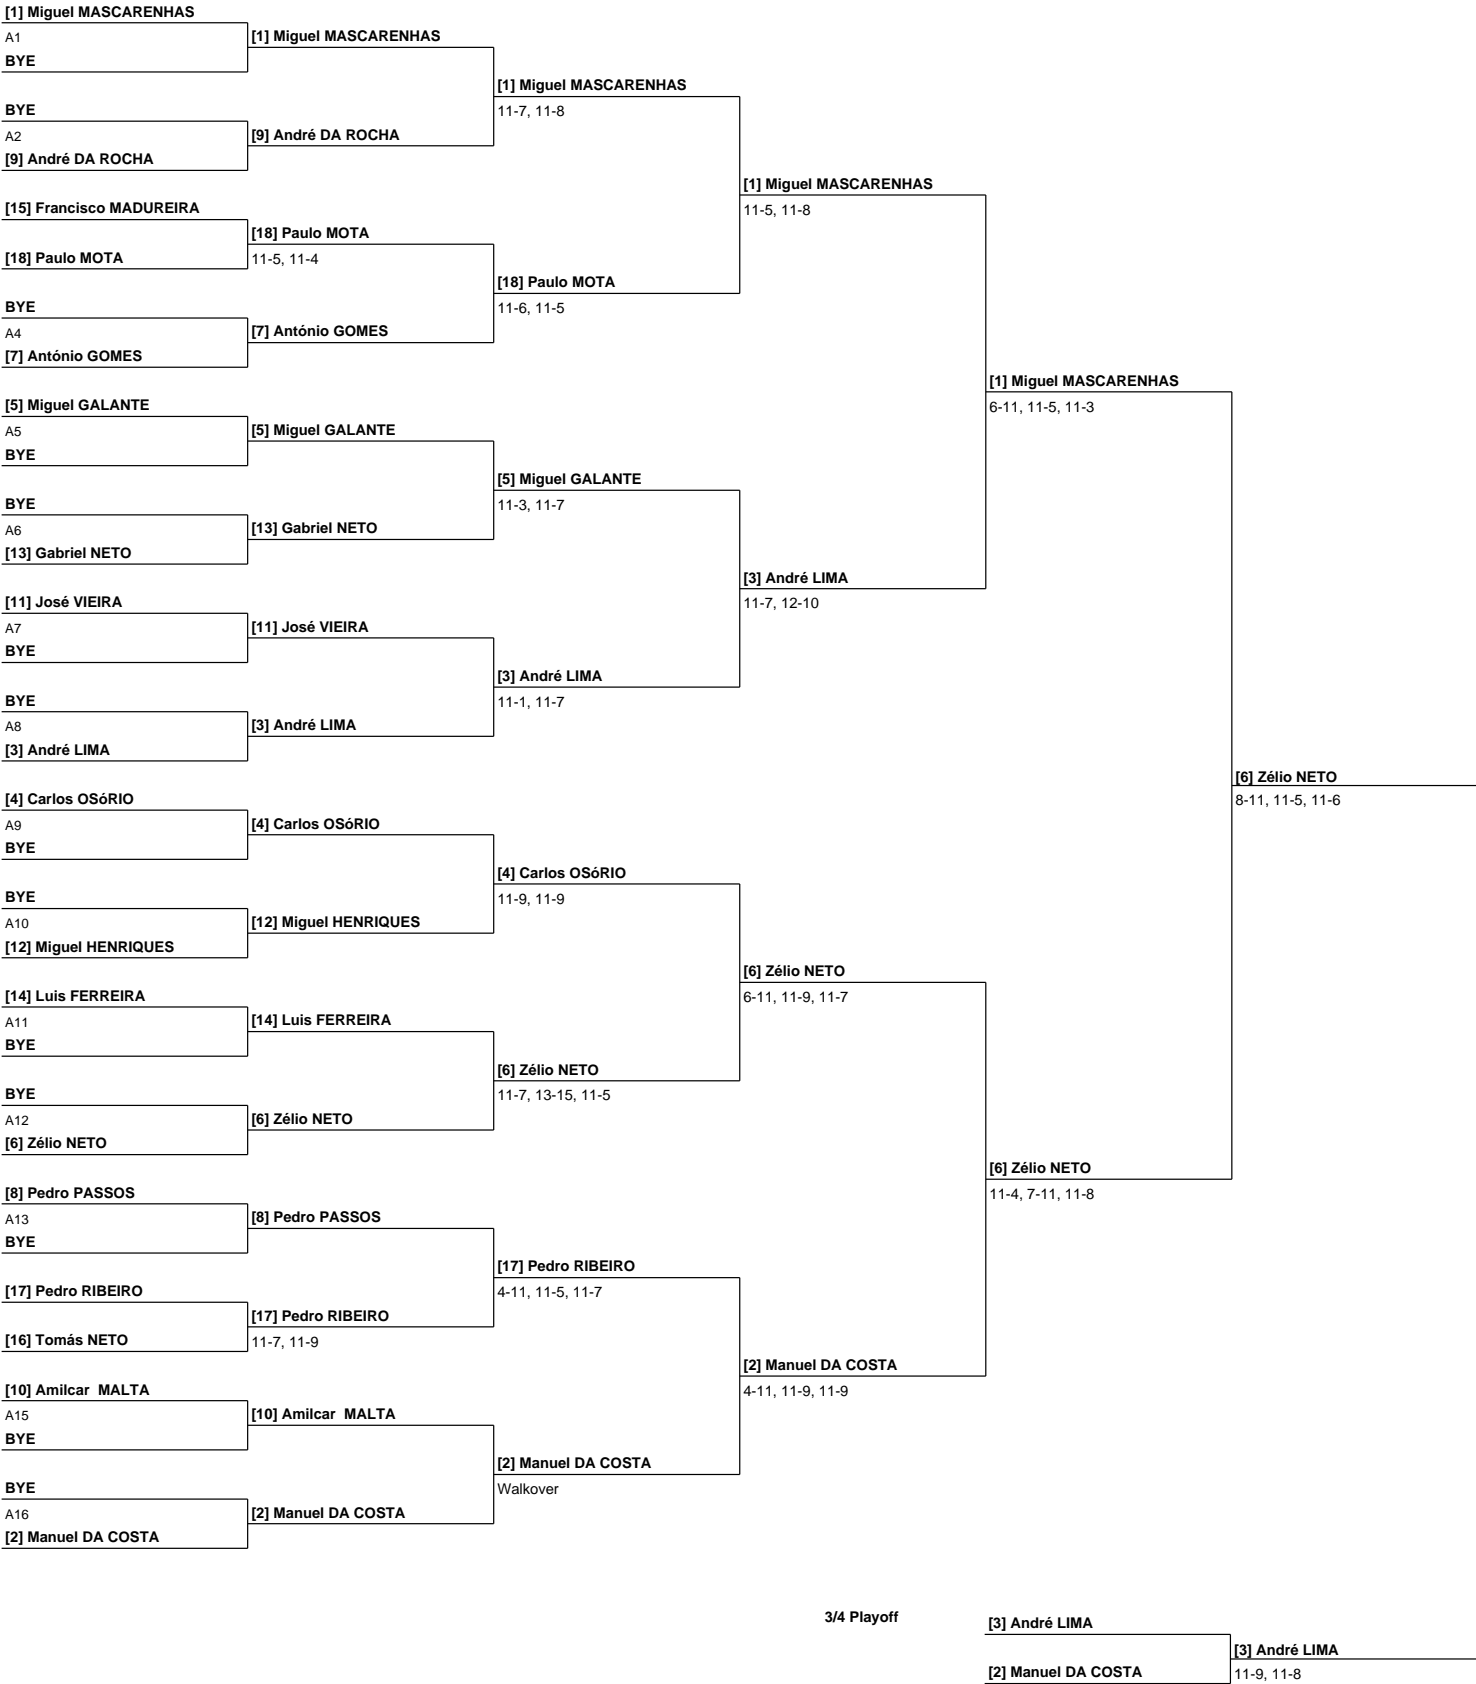 [1] Miguel MASCARENHAS
A1
[1] Miguel MASCARENHAS
BYE
[1] Miguel MASCARENHAS
BYE
11-7, 11-8
A2
[9] André DA ROCHA
[9] André DA ROCHA
[1] Miguel MASCARENHAS
[15] Francisco MADUREIRA
11-5, 11-8
[18] Paulo MOTA
[18] Paulo MOTA
11-5, 11-4
[18] Paulo MOTA
BYE
11-6, 11-5
A4
[7] António GOMES
[7] António GOMES
[1] Miguel MASCARENHAS
[5] Miguel GALANTE
6-11, 11-5, 11-3
A5
[5] Miguel GALANTE
BYE
[5] Miguel GALANTE
BYE
11-3, 11-7
A6
[13] Gabriel NETO
[13] Gabriel NETO
[3] André LIMA
[11] José VIEIRA
11-7, 12-10
A7
[11] José VIEIRA
BYE
[3] André LIMA
BYE
11-1, 11-7
A8
[3] André LIMA
[3] André LIMA
[6] Zélio NETO
[4] Carlos OSóRIO
8-11, 11-5, 11-6
A9
[4] Carlos OSóRIO
BYE
[4] Carlos OSóRIO
BYE
11-9, 11-9
A10
[12] Miguel HENRIQUES
[12] Miguel HENRIQUES
[6] Zélio NETO
[14] Luis FERREIRA
6-11, 11-9, 11-7
A11
[14] Luis FERREIRA
BYE
[6] Zélio NETO
BYE
11-7, 13-15, 11-5
A12
[6] Zélio NETO
[6] Zélio NETO
[6] Zélio NETO
[8] Pedro PASSOS
11-4, 7-11, 11-8
A13
[8] Pedro PASSOS
BYE
[17] Pedro RIBEIRO
[17] Pedro RIBEIRO
4-11, 11-5, 11-7
[17] Pedro RIBEIRO
[16] Tomás NETO
11-7, 11-9
[2] Manuel DA COSTA
[10] Amilcar  MALTA
4-11, 11-9, 11-9
A15
[10] Amilcar  MALTA
BYE
[2] Manuel DA COSTA
BYE
Walkover
A16
[2] Manuel DA COSTA
[2] Manuel DA COSTA
3/4 Playoff
[3] André LIMA
[3] André LIMA
[2] Manuel DA COSTA
11-9, 11-8